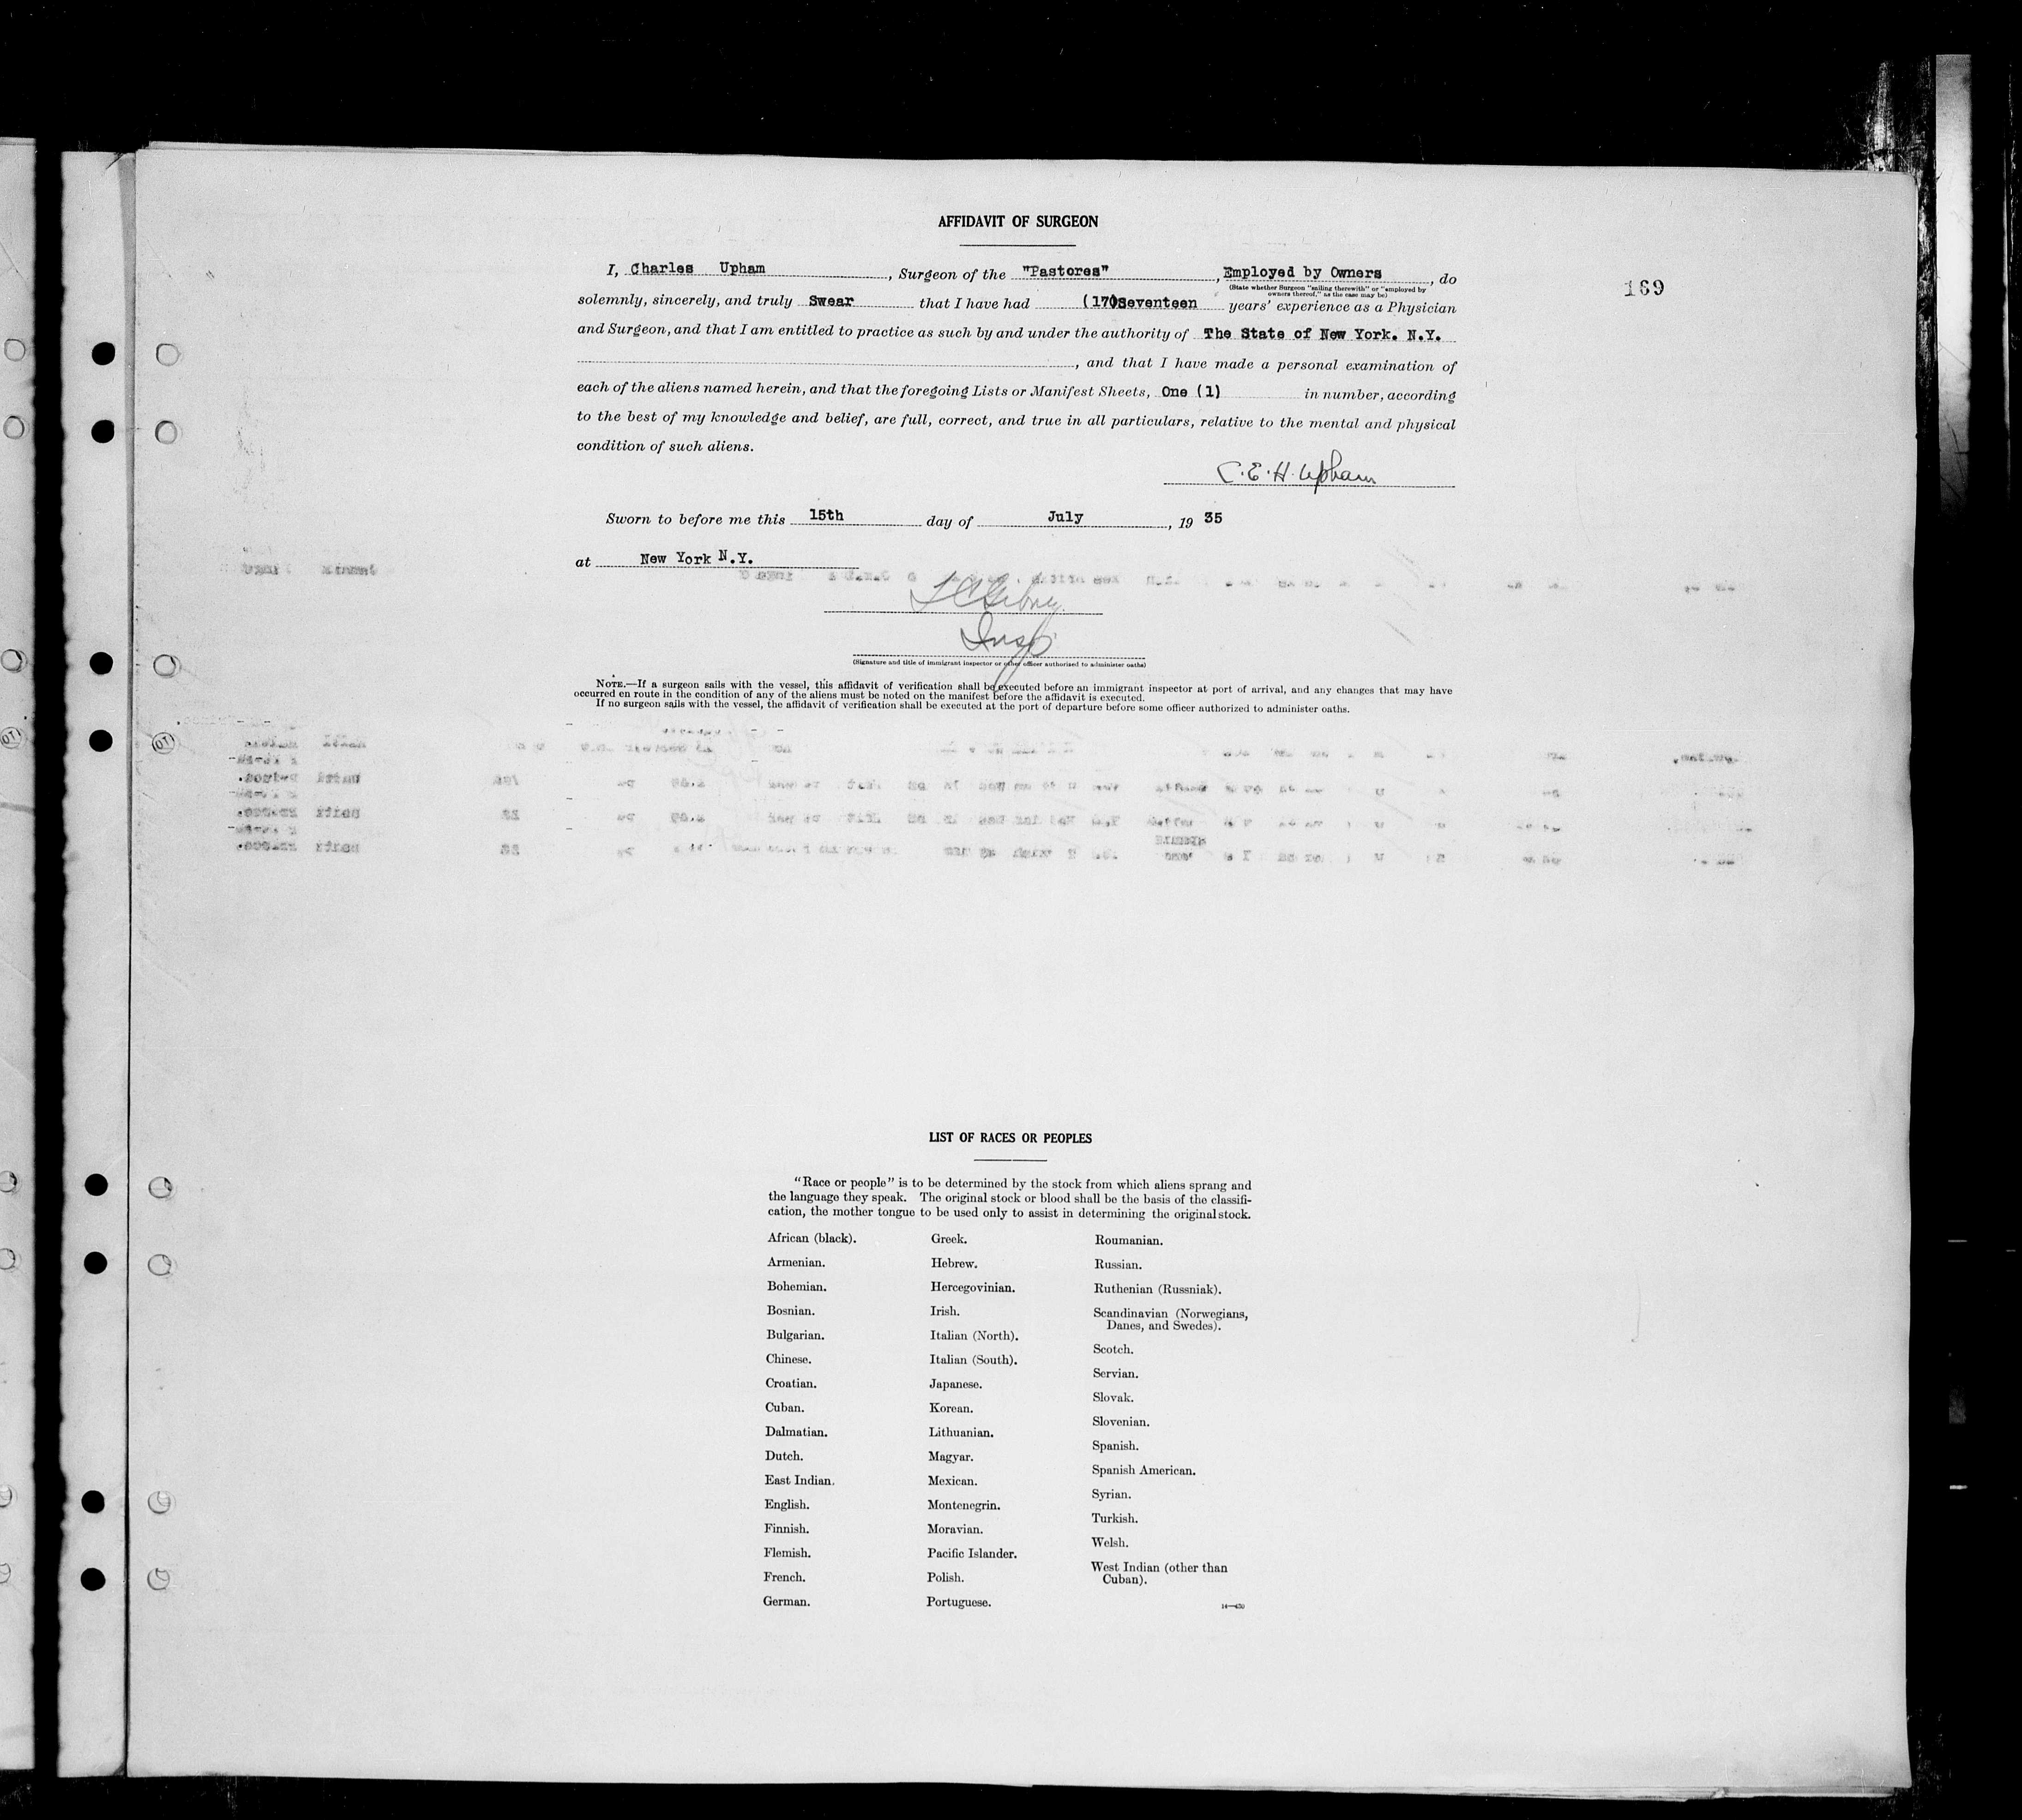 AFFIDAVIT OF SURGEON
I, Charles Upham, Surgeon of the "Pastores", Employed by Owners, do
(State whether Surgeon "sailing therewith" or "employed by
owners thereof," as the case may be)
169
solemnly, sincerely, and truly Swear that I have had (17)Seventeen years' experience as a Physician
and Surgeon, and that I am entitled to practice as such by and under the authority of The State of New York. N.Y.
, and that I have made a personal examination of
each of the aliens named herein, and that the foregoing Lists or Manifest Sheets, One (1) in number, according
to the best of my knowledge and belief, are full, correct, and true in all particulars, relative to the mental and physical
condition of such aliens.
C.E.H. Upham
Sworn to before me this 15th day of July, 19 35
at New York N.Y.
Insp
(Signature and title of immigrant inspector or other officer authorized to administer oaths)
NOTE.—If a surgeon sails with the vessel, this affidavit of verification shall be executed before an immigrant inspector at port of arrival, and any changes that may have
occurred en route in the condition of any of the aliens must be noted on the manifest before the affidavit is executed.
If no surgeon sails with the vessel, the affidavit of verification shall be executed at the port of departure before some officer authorized to administer oaths.
LIST OF RACES OR PEOPLES
"Race or people" is to be determined by the stock from which aliens sprang and
the language they speak. The original stock or blood shall be the basis of the classifi-
cation, the mother tongue to be used only to assist in determining the original stock.
African (black).
Armenian.
Bohemian.
Bosnian.
Bulgarian.
Chinese.
Croatian.
Cuban.
Dalmatian.
Dutch.
East Indian.
English.
Finnish.
Flemish.
French.
German.
Greek.
Hebrew.
Hercegovinian.
Irish.
Italian (North).
Italian (South).
Japanese.
Korean.
Lithuanian.
Magyar.
Mexican.
Montenegrin.
Moravian.
Pacific Islander.
Polish.
Portuguese.
Roumanian.
Russian.
Ruthenian (Russniak).
Scandinavian (Norwegians,
Danes, and Swedes).
Scotch.
Servian.
Slovak.
Slovenian.
Spanish.
Spanish American.
Syrian.
Turkish.
Welsh.
West Indian (other than
Cuban).
14—430